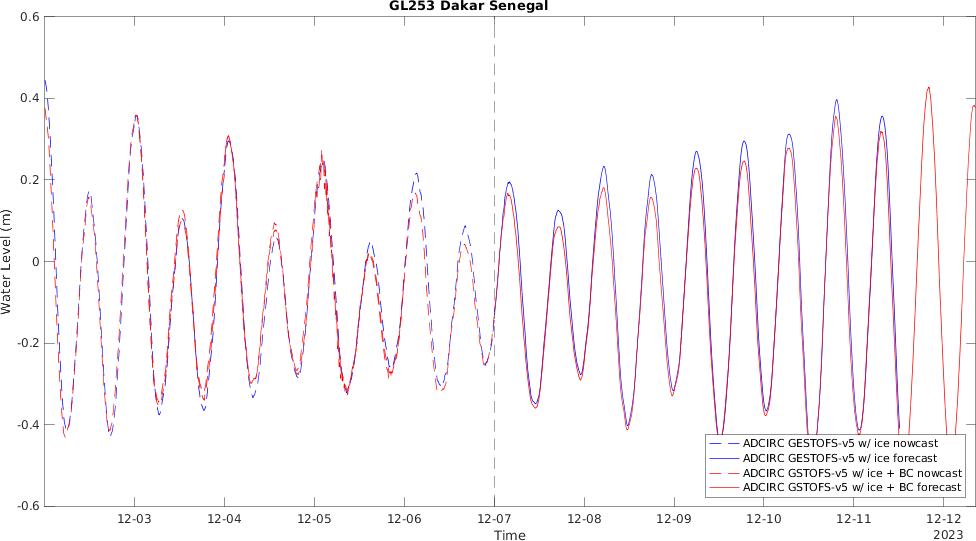 GL253 Dakar Senegal
0.6
0.4
0.2
0
-0.2
-0.4
-0.6
Water Level (m)
ADCIRC GESTOFS-v5 w/ ice nowcast
ADCIRC GESTOFS-v5 w/ ice forecast
ADCIRC GSTOFS-v5 w/ ice + BC nowcast
ADCIRC GSTOFS-v5 w/ ice + BC forecast
12-03 12-04 12-05 12-06 12-07 12-08 12-09 12-10 12-11 12-12
Time
2023